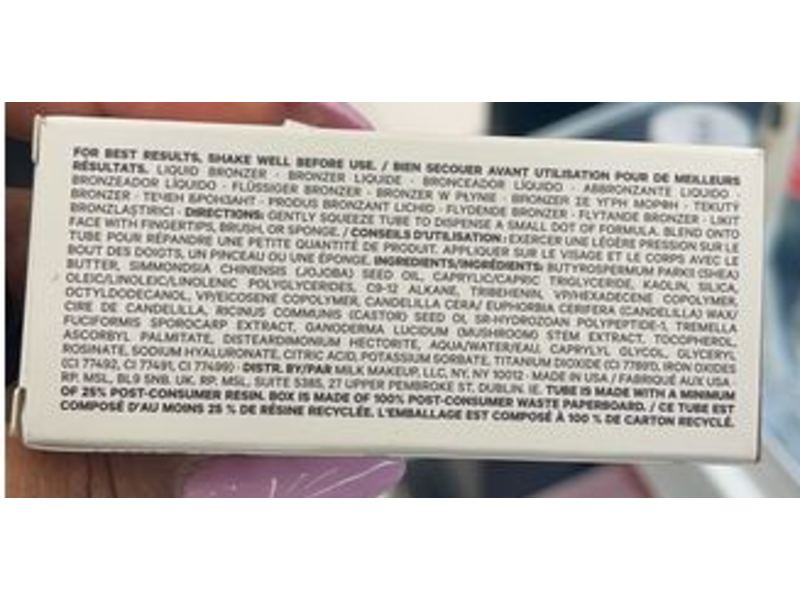 FOR BEST RESULTS, SHAKE WELL BEFORE USE. / BIEN SECOUER AVANT UTILISATION POUR DE MEILLEURS
RÉSULTATS. LIQUID BRONZER · BRONZER LIQUIDE · BRONCEADOR LÍQUIDO · ABBRONZANTE LIQUIDO ·
BRONZEADOR LÍQUIDO · FLÜSSIGER BRONZER · BRONZER W PŁYNIE · BRONZER ΣΕ ΥΓΡΗ ΜΟΡΦΗ · TEKUTÝ
BRONZER · ТЕЧЕН БРОНЗАНТ · PRODUS BRONZANT LICHID · FLYDENDE BRONZER · FLYTANDE BRONZER · LIKIT
BRONZLAŞTIRICI · DIRECTIONS: GENTLY SQUEEZE TUBE TO DISPENSE A SMALL DOT OF FORMULA. BLEND ONTO
FACE WITH FINGERTIPS, BRUSH, OR SPONGE. / CONSEILS D'UTILISATION : EXERCER UNE LÉGÈRE PRESSION SUR LE
TUBE POUR RÉPANDRE UNE PETITE QUANTITÉ DE PRODUIT. APPLIQUER SUR LE VISAGE ET LE CORPS AVEC LE
BOUT DES DOIGTS, UN PINCEAU OU UNE ÉPONGE. INGREDIENTS/INGRÉDIENTS: BUTYROSPERMUM PARKII (SHEA)
BUTTER, SIMMONDSIA CHINENSIS (JOJOBA) SEED OIL, CAPRYLIC/CAPRIC TRIGLYCERIDE, KAOLIN, SILICA,
OLEIC/LINOLEIC/LINOLENIC POLYGLYCERIDES, C9-12 ALKANE, TRIBEHENIN, VP/HEXADECENE COPOLYMER,
OCTYLDODECANOL, VP/EICOSENE COPOLYMER, CANDELILLA CERA/ EUPHORBIA CERIFERA (CANDELILLA) WAX/
CIRE DE CANDELILLA, RICINUS COMMUNIS (CASTOR) SEED OIL, SR-HYDROZOAN POLYPEPTIDE-1, TREMELLA
FUCIFORMIS SPOROCARP EXTRACT, GANODERMA LUCIDUM (MUSHROOM) STEM EXTRACT, TOCOPHEROL,
ASCORBYL PALMITATE, DISTEARDIMONIUM HECTORITE, AQUA/WATER/EAU, CAPRYLYL GLYCOL, GLYCERYL
ROSINATE, SODIUM HYALURONATE, CITRIC ACID, POTASSIUM SORBATE, TITANIUM DIOXIDE (CI 77891), IRON OXIDES
(CI 77492, CI 77491, CI 77499) · DISTR. BY/PAR MILK MAKEUP, LLC, NY, NY 10012 · MADE IN USA / FABRIQUÉ AUX USA ·
RP, MSL, BL9 5NB. UK. RP, MSL, SUITE 5385, 27 UPPER PEMBROKE ST. DUBLIN. IE. TUBE IS MADE WITH A MINIMUM
OF 25% POST-CONSUMER RESIN. BOX IS MADE OF 100% POST-CONSUMER WASTE PAPERBOARD. / CE TUBE EST
COMPOSÉ D'AU MOINS 25 % DE RÉSINE RECYCLÉE. L'EMBALLAGE EST COMPOSÉ À 100 % DE CARTON RECYCLÉ.